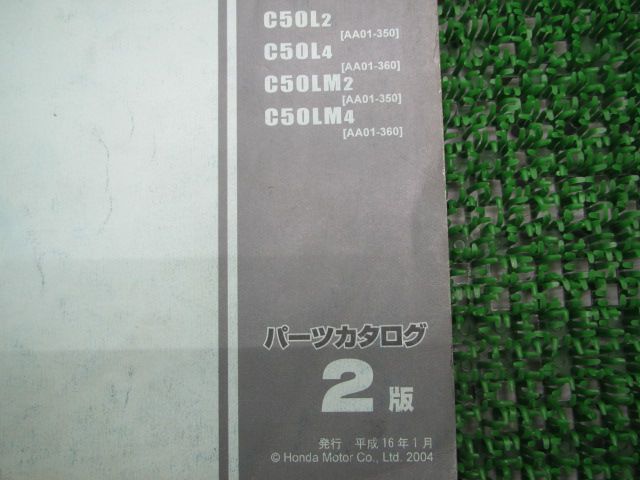 C50L2
[AA01-350]
C50L4
[AA01-360]
C50LM2
[AA01-350]
C50LM4
[AA01-360]
パーツカタログ
2版
発行 平成16年1月
© Honda Motor Co., Ltd. 2004